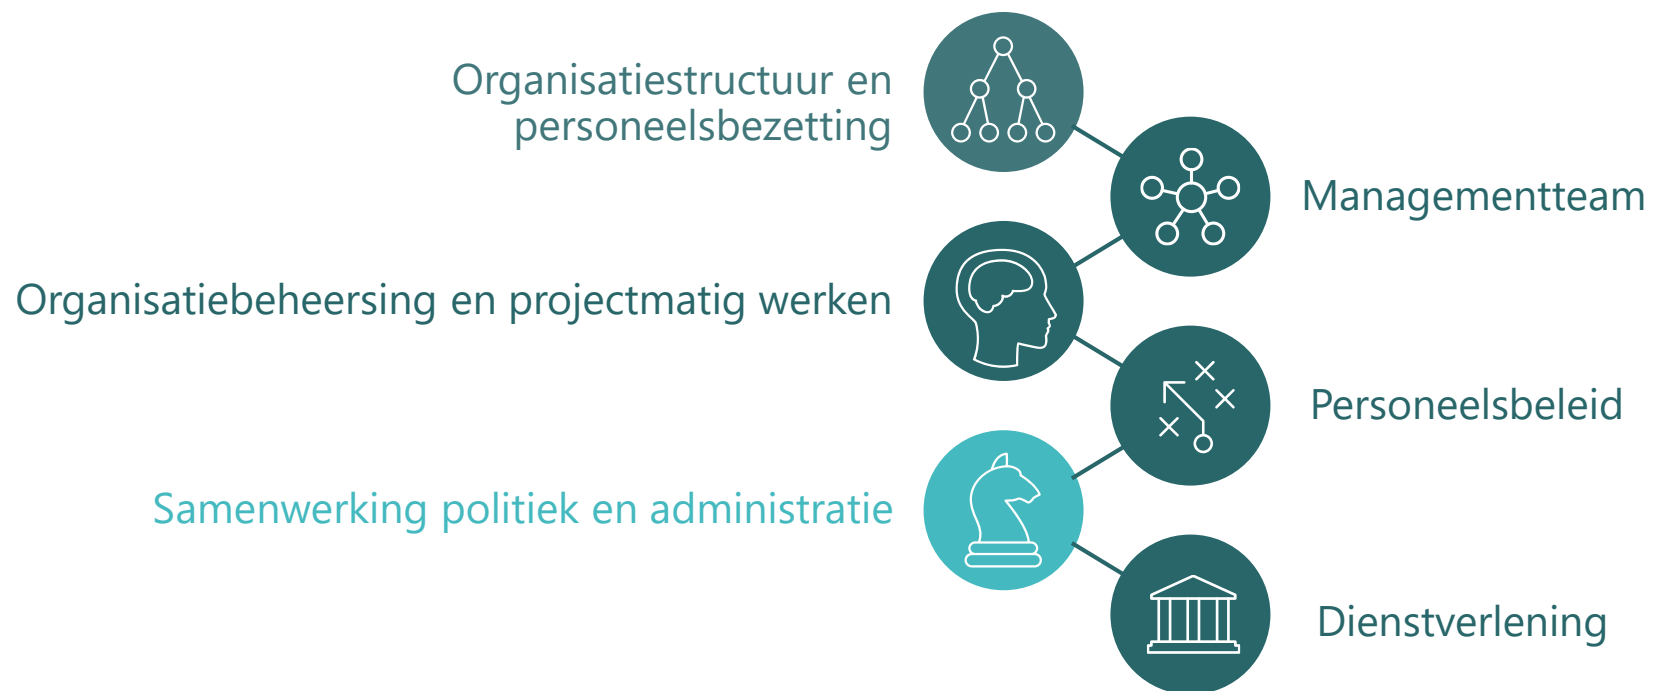 Organisatiestructuur en
personeelsbezetting
Managementteam
Organisatiebeheersing en projectmatig werken
Personeelsbeleid
Samenwerking politiek en administratie
Dienstverlening